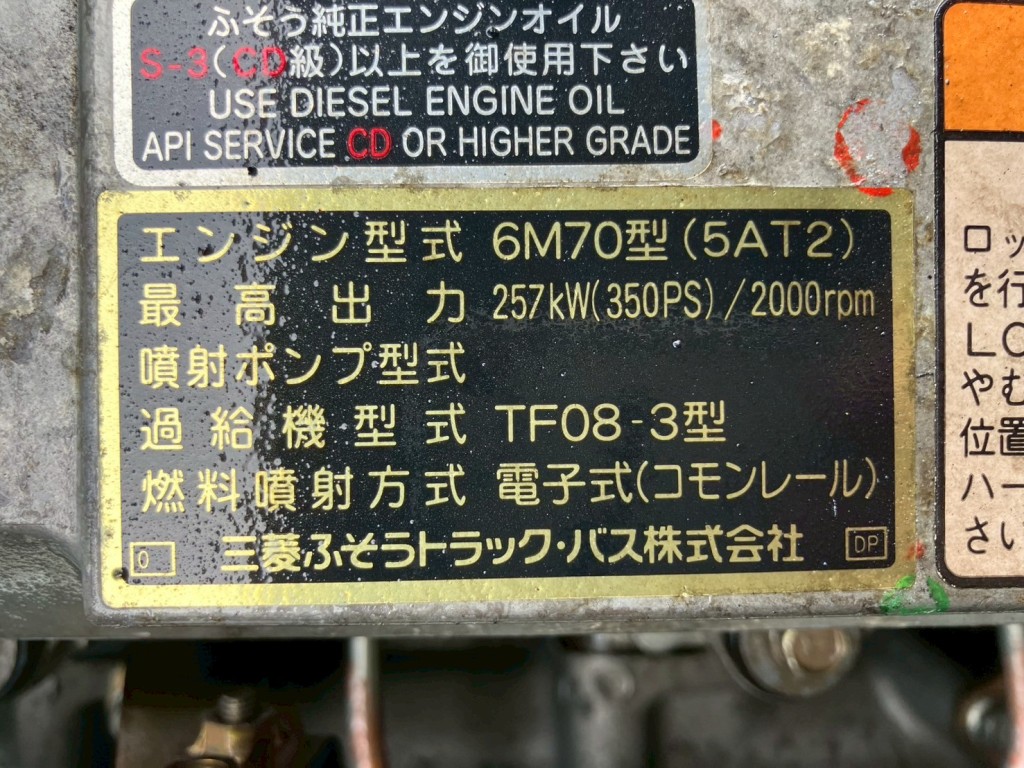 ふそう純正エンジンオイル
S-3(CD級)以上を御使用下さい
USE DIESEL ENGINE OIL
API SERVICE CD OR HIGHER GRADE
エンジン型式 6M70型(5AT2)
最高出力 257kW(350PS)/2000rpm
噴射ポンプ型式
過給機型式 TF08-3型
燃料噴射方式 電子式(コモンレール)
0 三菱ふそうトラック・バス株式会社 DP
ロッ
を行
LO
やむ
位置
ハー
さい